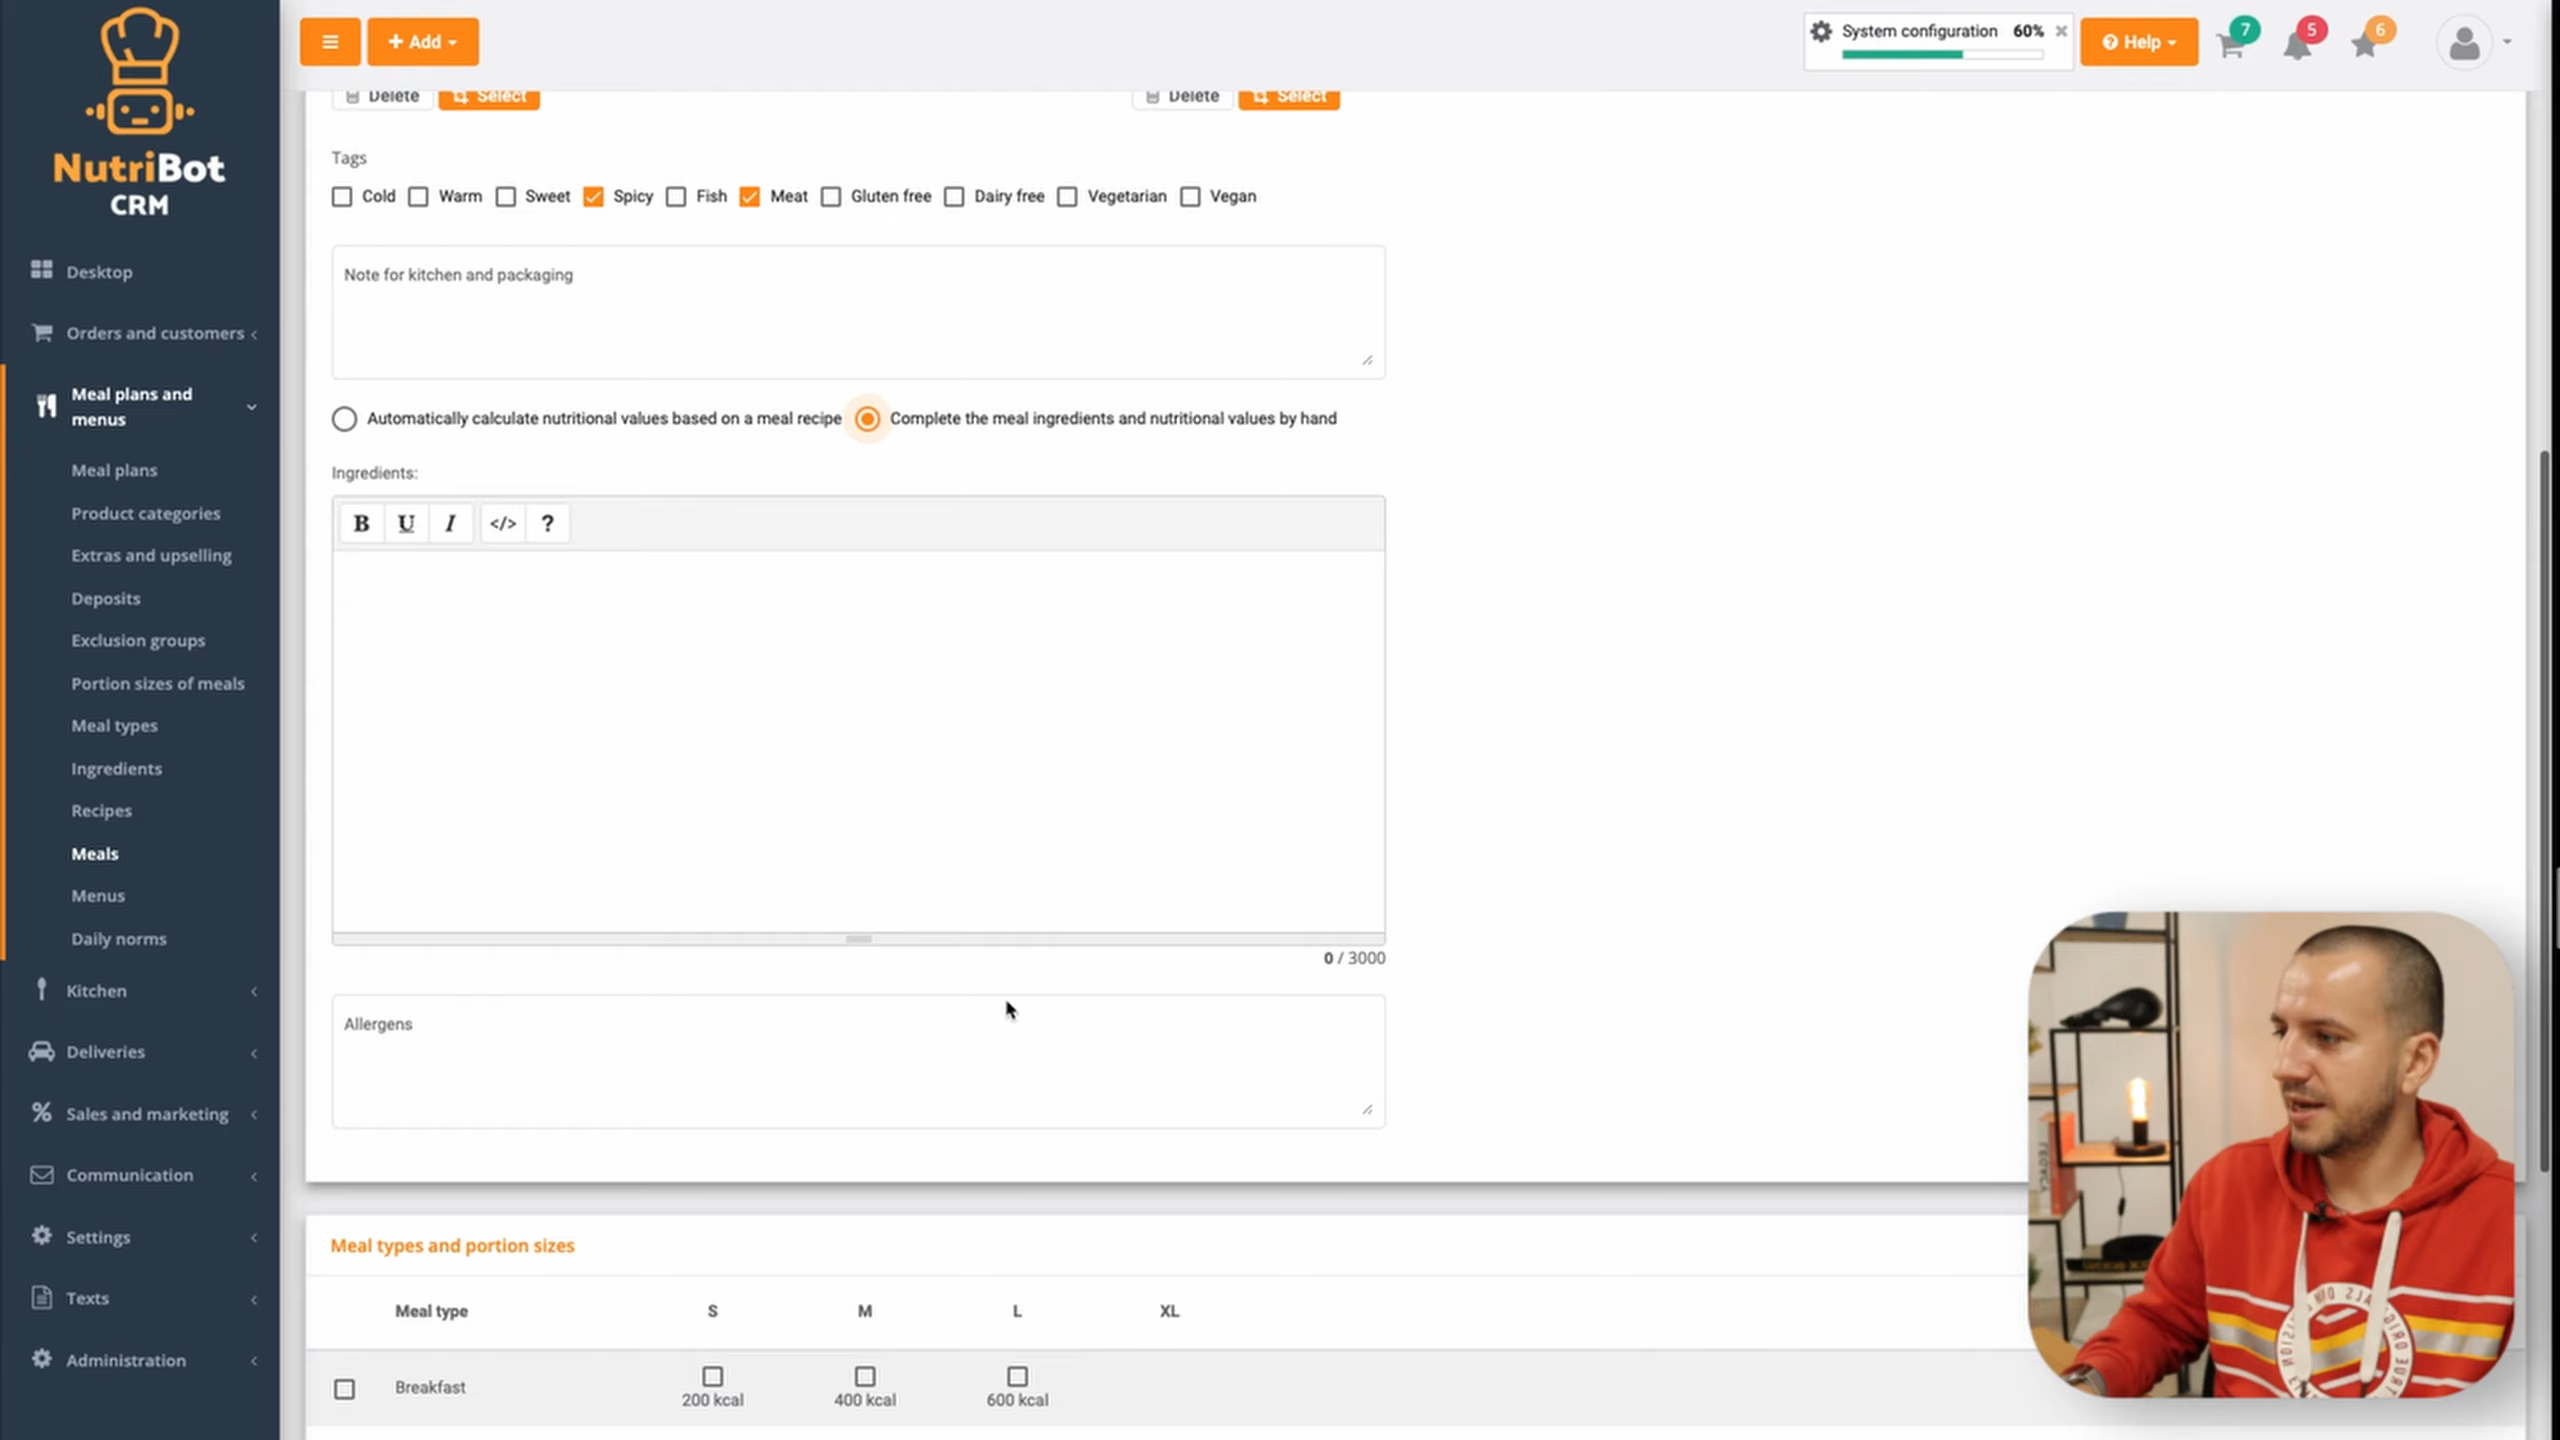 NutriBot
CRM
Desktop
Orders and customers
Meal plans and
menus
Meal plans
Product categories
Extras and upselling
Deposits
Exclusion groups
Portion sizes of meals
Meal types
Ingredients
Recipes
Meals
Menus
Daily norms
Kitchen
Deliveries
Sales and marketing
Communication
Settings
Texts
Administration
+ Add
System configuration 60%
Help
7
5
6
Delete Select
Delete Select
Tags
Cold Warm Sweet Spicy Fish Meat Gluten free Dairy free Vegetarian Vegan
Note for kitchen and packaging
Automatically calculate nutritional values based on a meal recipe Complete the meal ingredients and nutritional values by hand
Ingredients:
B U I </> ?
0 / 3000
Allergens
Meal types and portion sizes
Meal type S M L XL
Breakfast
200 kcal 400 kcal 600 kcal